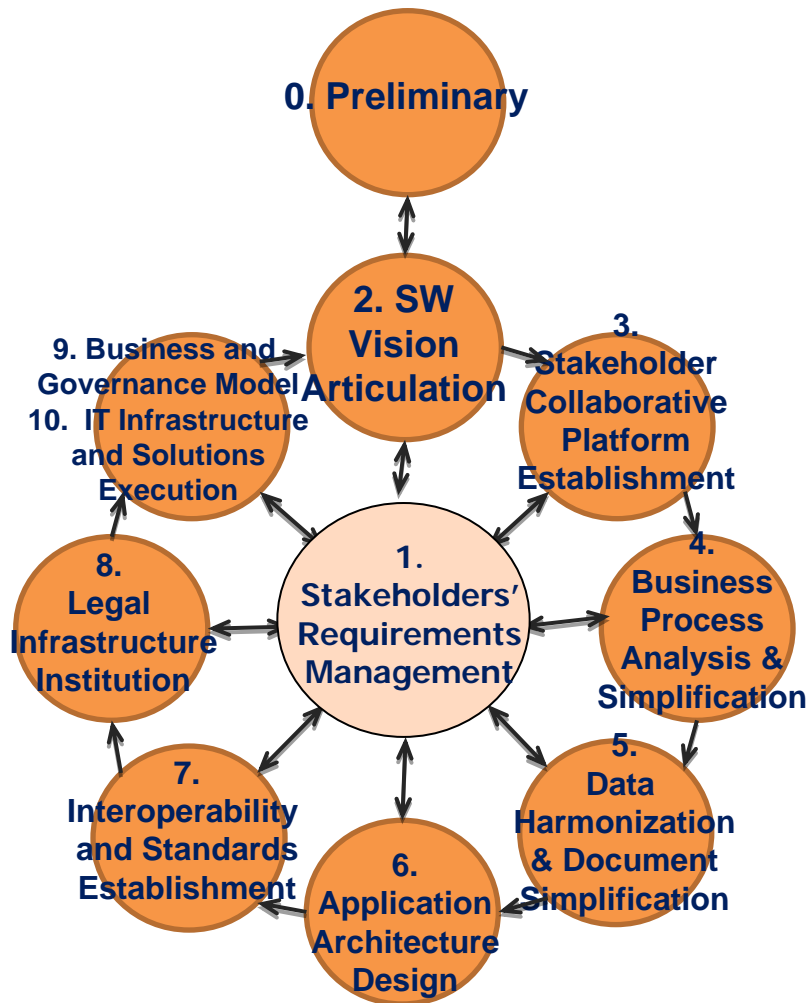 0. Preliminary
2. SW
Vision
Articulation
3.
Stakeholder
Collaborative
Platform
Establishment
9. Business and
Governance Model
10. IT Infrastructure
and Solutions
Execution
1.
Stakeholders’
Requirements
Management
4.
Business
Process
Analysis &
Simplification
8.
Legal
Infrastructure
Institution
5.
Data
Harmonization
& Document
Simplification
7.
Interoperability
and Standards
Establishment
6.
Application
Architecture
Design